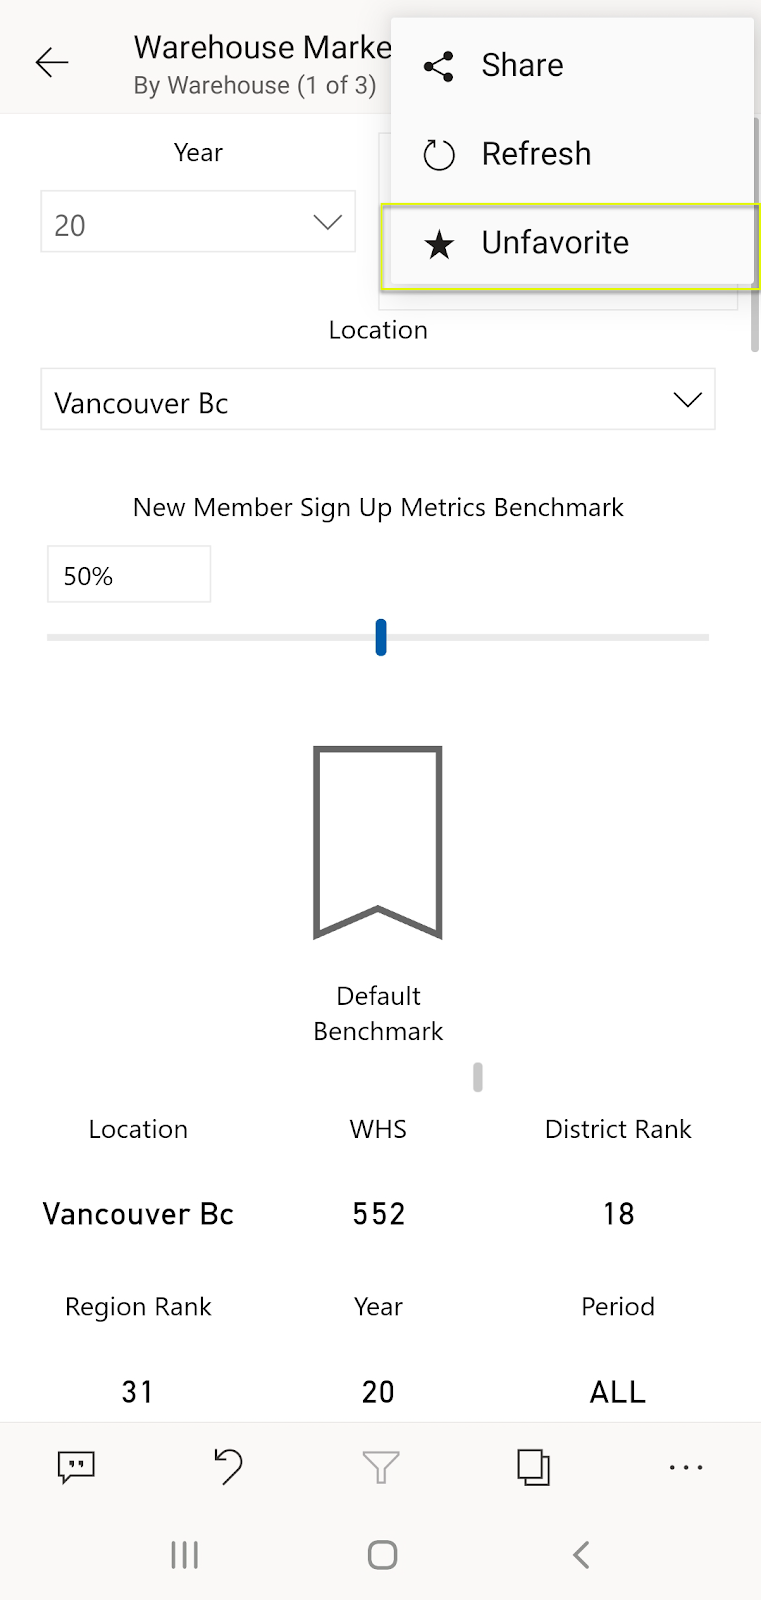 Warehouse Marke
By Warehouse (1 of 3)
Share
Refresh
Unfavorite
Year
20
Location
Vancouver Bc
New Member Sign Up Metrics Benchmark
50%
Default
Benchmark
Location WHS District Rank
Vancouver Bc 552 18
Region Rank Year Period
31 20 ALL